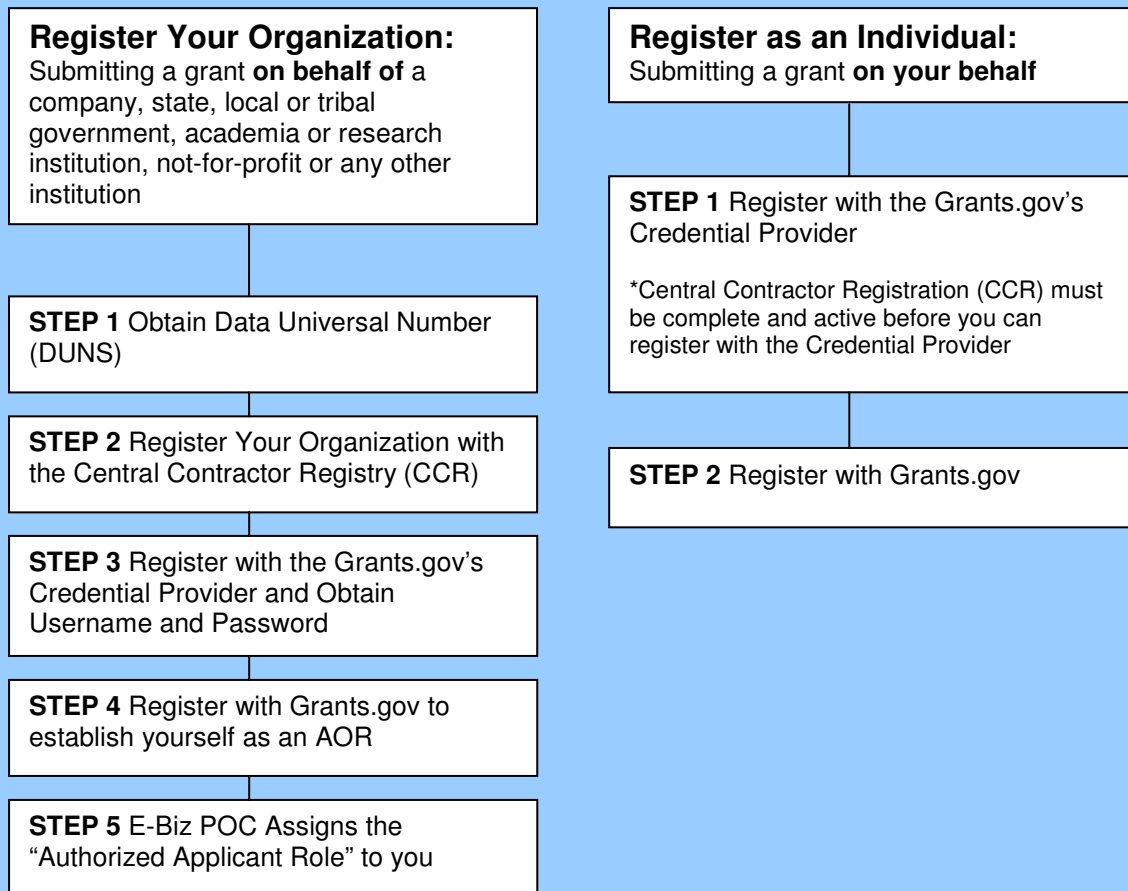 Register Your Organization:
Submitting a grant on behalf of a
company, state, local or tribal
government, academia or research
institution, not-for-profit or any other
institution
STEP 1 Obtain Data Universal Number
(DUNS)
STEP 2 Register Your Organization with
the Central Contractor Registry (CCR)
STEP 3 Register with the Grants.gov’s
Credential Provider and Obtain
Username and Password
STEP 4 Register with Grants.gov to
establish yourself as an AOR
STEP 5 E-Biz POC Assigns the
“Authorized Applicant Role” to you
Register as an Individual:
Submitting a grant on your behalf
STEP 1 Register with the Grants.gov’s
Credential Provider
*Central Contractor Registration (CCR) must
be complete and active before you can
register with the Credential Provider
STEP 2 Register with Grants.gov